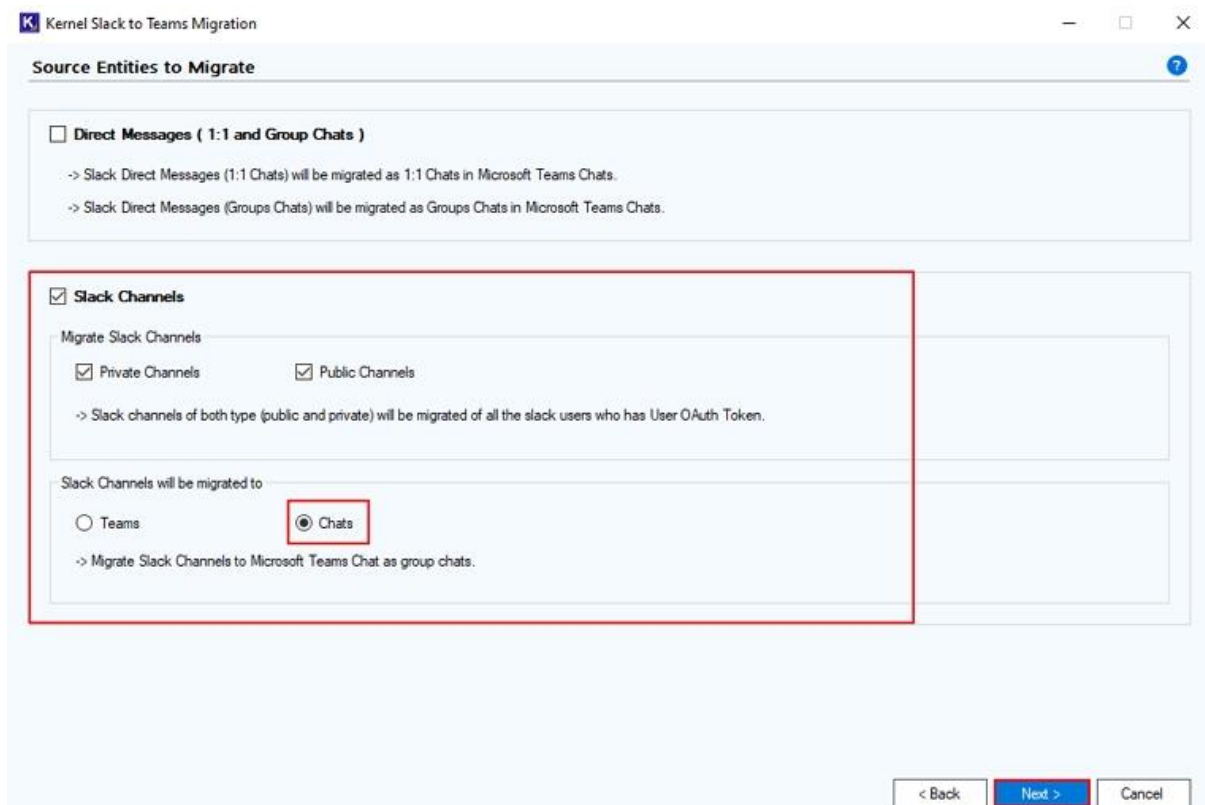 K
Kernel Slack to Teams Migration
Source Entities to Migrate
?
Direct Messages ( 1:1 and Group Chats )
-> Slack Direct Messages (1:1 Chats) will be migrated as 1:1 Chats in Microsoft Teams Chats.
-> Slack Direct Messages (Groups Chats) will be migrated as Groups Chats in Microsoft Teams Chats.
Slack Channels
Migrate Slack Channels
Private Channels Public Channels
-> Slack channels of both type (public and private) will be migrated of all the slack users who has User OAuth Token.
Slack Channels will be migrated to
Teams Chats
-> Migrate Slack Channels to Microsoft Teams Chat as group chats.
< Back Next > Cancel